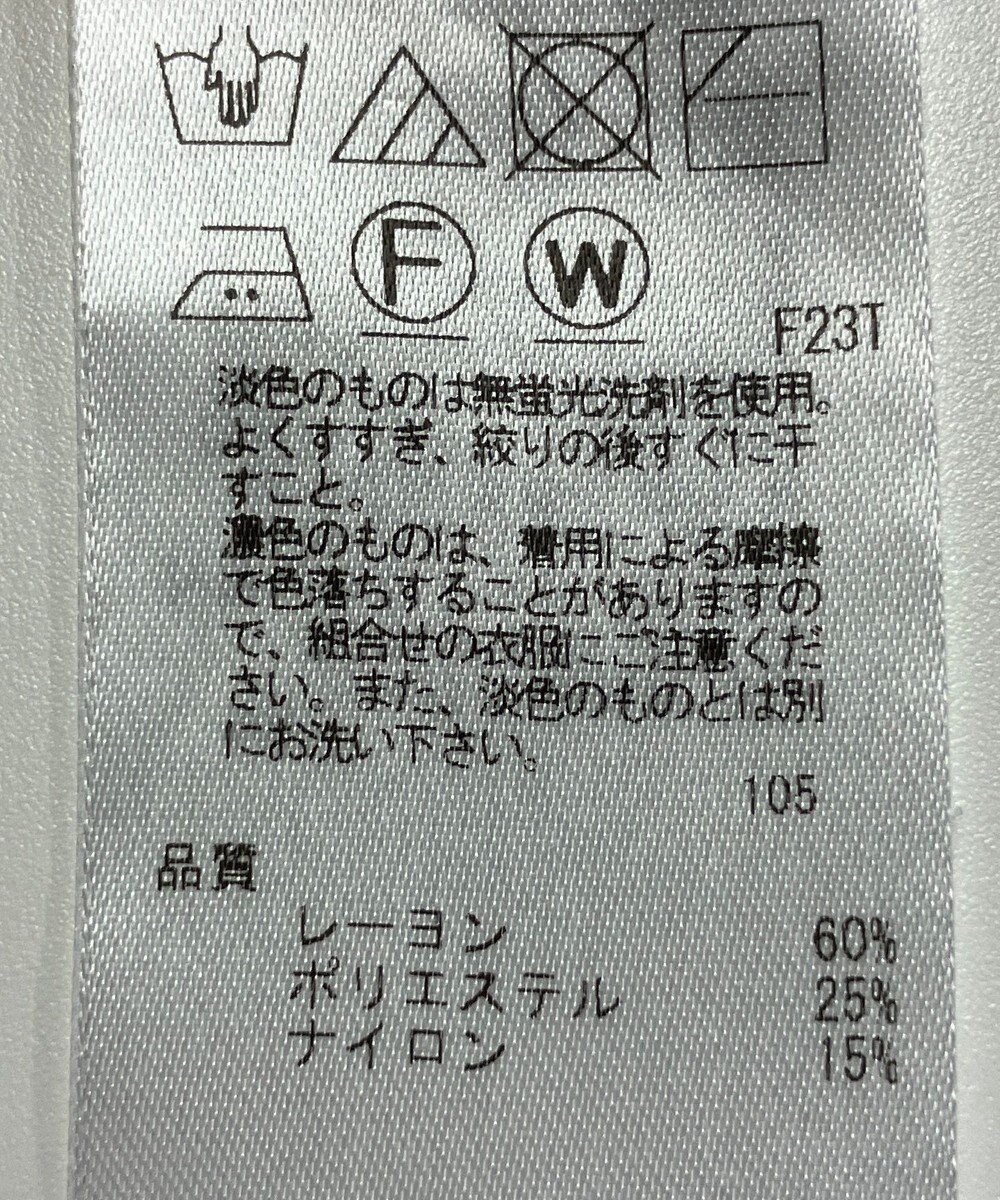 F
W
F23T
淡色のものは無蛍光洗剤を使用。
よくすすぎ、絞りの後すぐに干
すこと。
濃色のものは、着用による摩擦
で色落ちすることがありますの
で、組合せの衣服にご注意くだ
さい。また、淡色のものとは別
にお洗い下さい。
105
品質
レーヨン 60%
ポリエステル 25%
ナイロン 15%